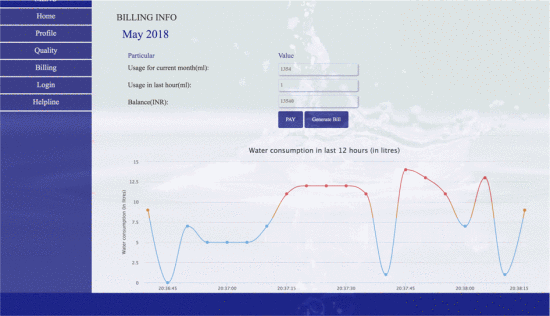 Home
Profile
Quality
Billing
Login
Helpline
BILLING INFO
May 2018
Particular Value
Usage for current month(ml):
Usage in last hour(ml): 1
Balance(INR):
PAY Generate Bill
Water consumption in last 12 hours (in litres)
Water consumption (in litres)
15
12.5
10
7.5
5
2.5
0
20:36:45 20:37:00 20:37:15 20:37:30 20:37:45 20:38:00 20:38:15